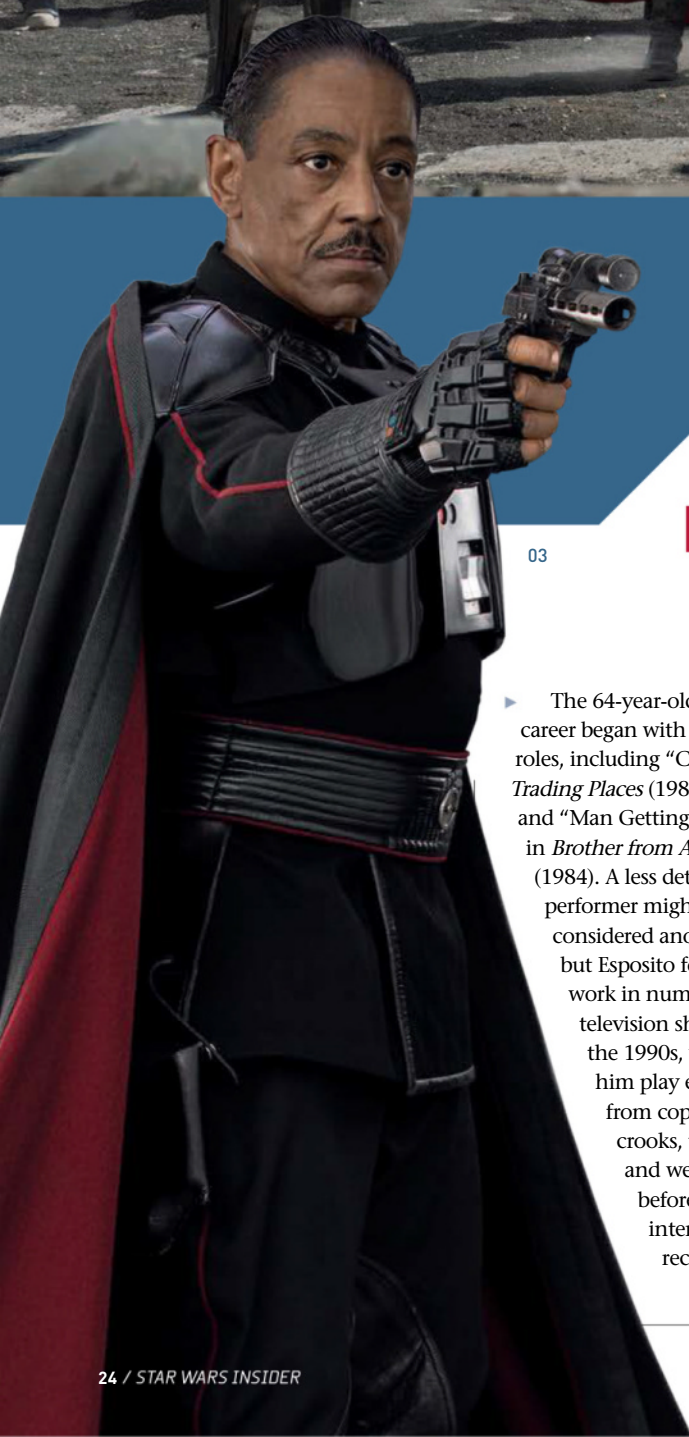 03
► The 64-year-old
career began with
roles, including “C
Trading Places (198
and “Man Getting
in Brother from A
(1984). A less det
performer migh
considered ano
but Esposito fo
work in num
television sh
the 1990s,
him play e
from cop
crooks,
and we
before
inter
rec
24 / STAR WARS INSIDER